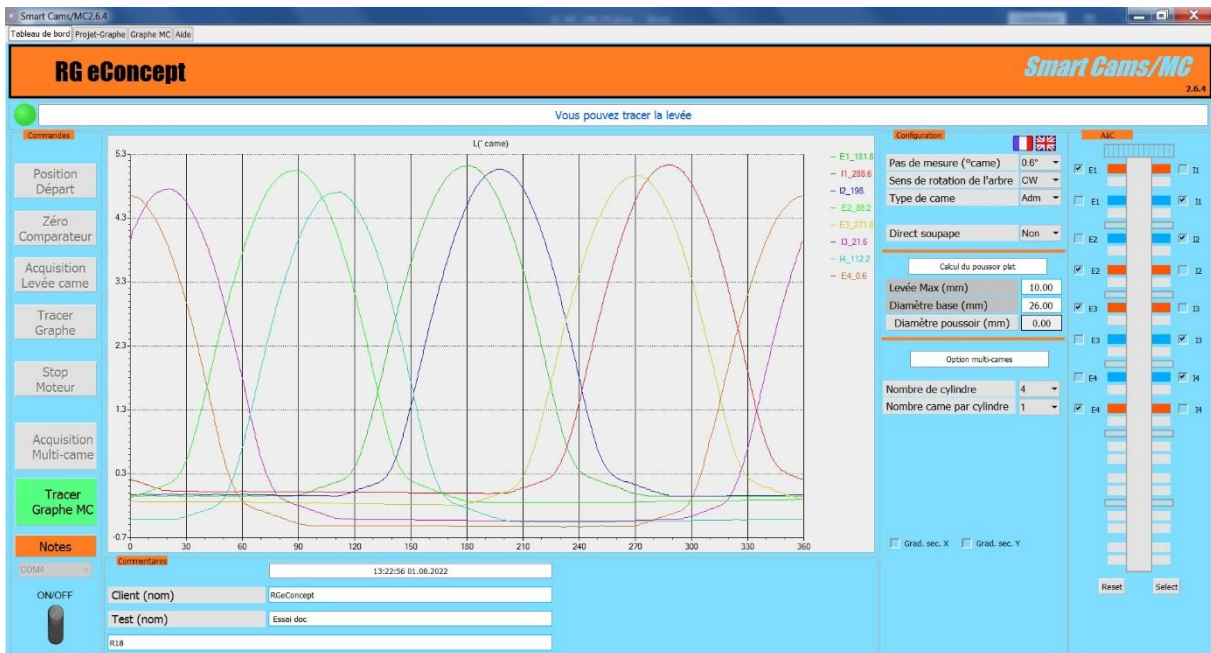 Smart Cams/MC2.6.4
Tableau de bord Projet-Graphe Graphe MC Aide
RG eConcept
Smart Cams/MC
2.6.4
Vous pouvez tracer la levée
Commandes
Position
Départ
Zéro
Comparateur
Acquisition
Levée came
Tracer
Graphe
Stop
Moteur
Acquisition
Multi-came
Tracer
Graphe MC
Notes
COM4
ON/OFF
L(° came)
5.3
4.3
3.3
2.3
1.3
0.3
-0.7
0 30 60 90 120 150 180 210 240 270 300 330 360
E1_181.8
I1_288.6
I2_198.
E2_88.2
E3_271.8
I3_21.6
I4_112.2
E4_0.6
Commentaires
13:22:56 01.08.2022
Client (nom) RGeConcept
Test (nom) Essai doc
R18
Configuration
Pas de mesure (°came) 0.6°
Sens de rotation de l'arbre CW
Type de came Adm
Direct soupape Non
Calcul du poussoir plat
Levée Max (mm) 10.00
Diamètre base (mm) 26.00
Diamètre poussoir (mm) 0.00
Option multi-cames
Nombre de cylindre 4
Nombre came par cylindre 1
Grad. sec. X Grad. sec. Y
AàC
E1 I1
E1 I1
E2 I2
E2 I2
E3 I3
E3 I3
E4 I4
E4 I4
Reset Select